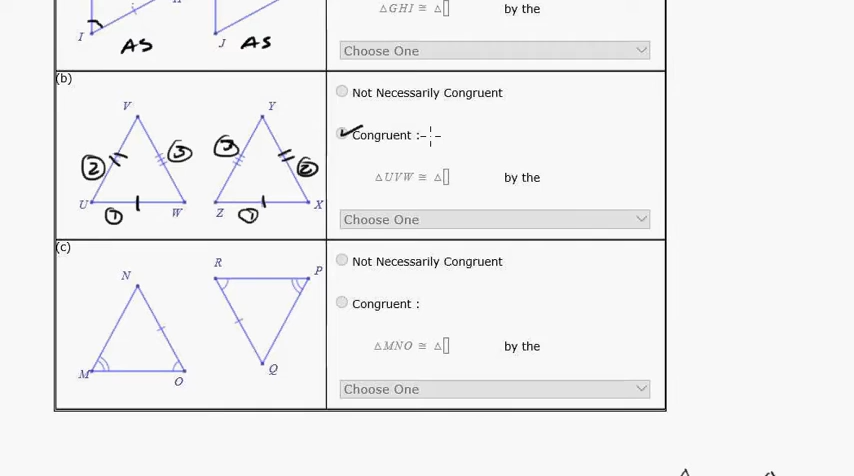 I
AS
J
AS
△GHI ≅ △ by the
Choose One
(b)
V
Y
2
3
3
2
U
1
W
Z
1
X
Not Necessarily Congruent
Congruent :
△UVW ≅ △ by the
Choose One
(c)
N
R
P
M
O
Q
Not Necessarily Congruent
Congruent :
△MNO ≅ △ by the
Choose One